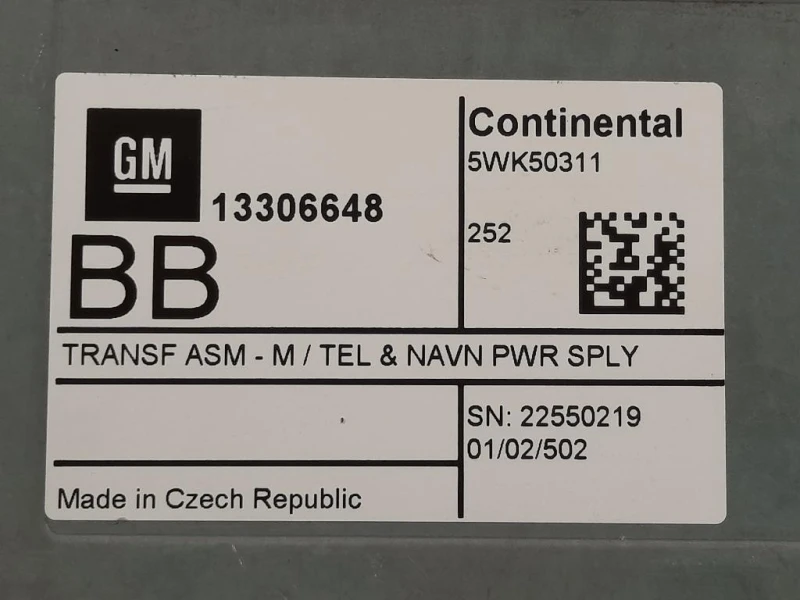 GM
13306648
BB
Continental
5WK50311
252
TRANSF ASM - M / TEL & NAVN PWR SPLY
SN: 22550219
01/02/502
Made in Czech Republic